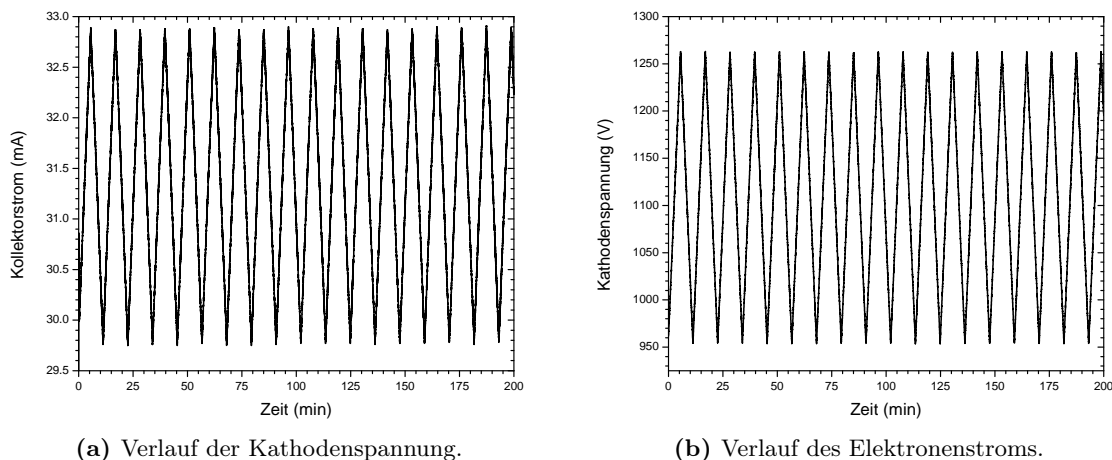 33.0
32.5
32.0
31.5
31.0
30.5
30.0
29.5
0 25 50 75 100 125 150 175 200
Kollektorstrom (mA)
Zeit (min)
1300
1250
1200
1150
1100
1050
1000
950
0 25 50 75 100 125 150 175 200
Kathodenspannung (V)
Zeit (min)
(a) Verlauf der Kathodenspannung.
(b) Verlauf des Elektronenstroms.